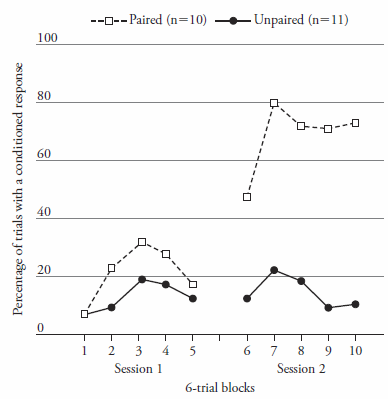 Paired (n=10) Unpaired (n=11)
100
80
60
40
20
0
Percentage of trials with a conditioned response
1 2 3 4 5 6 7 8 9 10
Session 1 Session 2
6-trial blocks